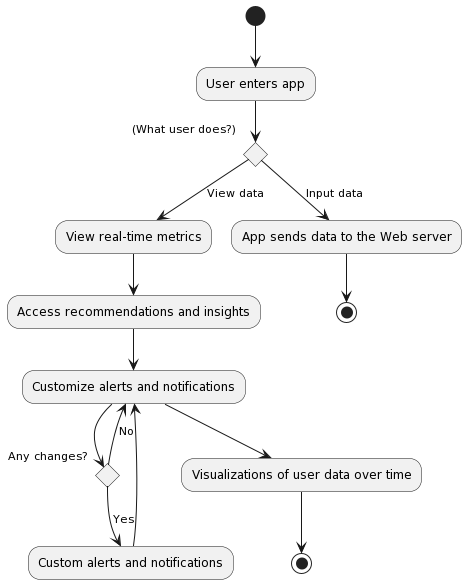 User enters app
(What user does?)
View data
Input data
View real-time metrics
App sends data to the Web server
Access recommendations and insights
Customize alerts and notifications
No
Any changes?
Visualizations of user data over time
Yes
Custom alerts and notifications